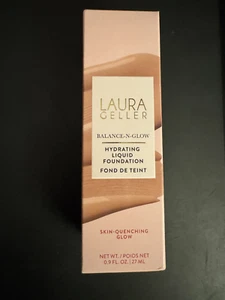 LAURA
GELLER
BALANCE-N-GLOW
HYDRATING
LIQUID
FOUNDATION
FOND DE TEINT
SKIN-QUENCHING
GLOW
NET WT. / POIDS NET
0.9 FL. OZ. / 27 ML